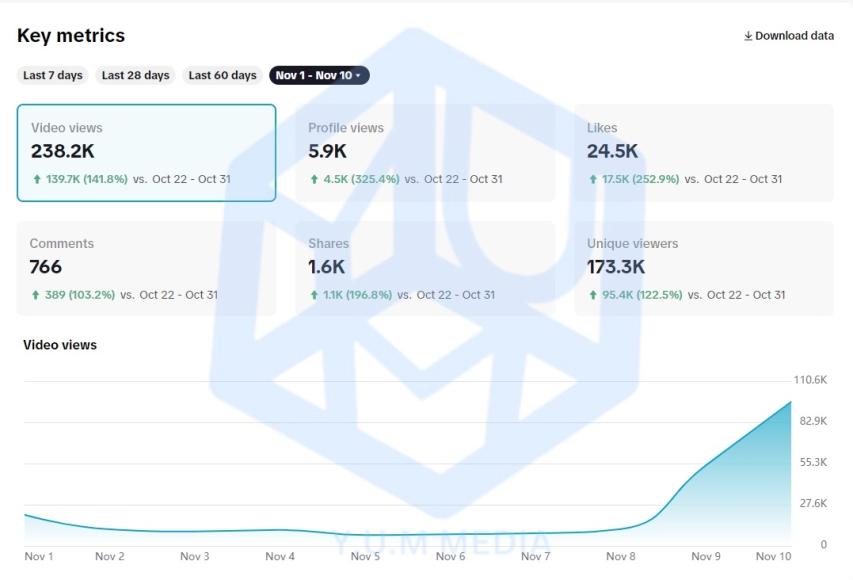 Key metrics
Download data
Last 7 days Last 28 days Last 60 days Nov 1 - Nov 10
Video views
238.2K
139.7K (141.8%) vs. Oct 22 - Oct 31
Profile views
5.9K
4.5K (325.4%) vs. Oct 22 - Oct 31
Likes
24.5K
17.5K (252.9%) vs. Oct 22 - Oct 31
Comments
766
389 (103.2%) vs. Oct 22 - Oct 31
Shares
1.6K
1.1K (196.8%) vs. Oct 22 - Oct 31
Unique viewers
173.3K
95.4K (122.5%) vs. Oct 22 - Oct 31
Video views
110.6K
82.9K
55.3K
27.6K
0
Nov 1 Nov 2 Nov 3 Nov 4 Nov 5 Nov 6 Nov 7 Nov 8 Nov 9 Nov 10
Y.U.M MEDIA